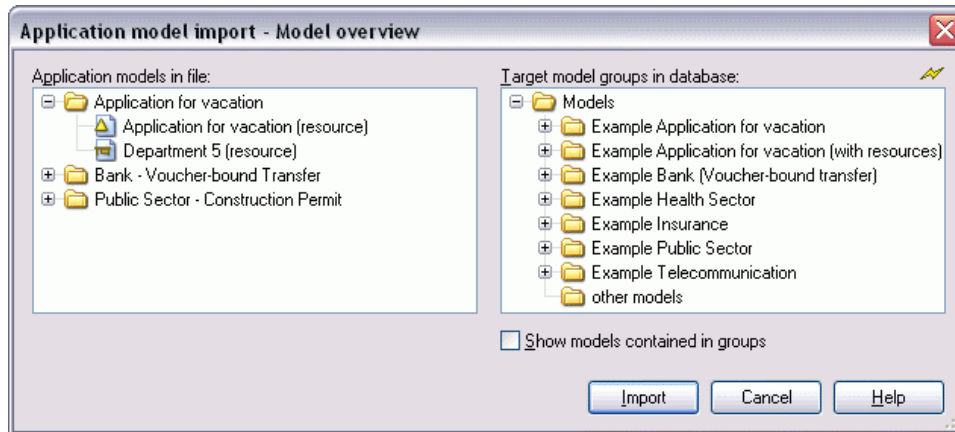 Application model import - Model overview
Application models in file:
Application for vacation
Application for vacation (resource)
Department 5 (resource)
Bank - Voucher-bound Transfer
Public Sector - Construction Permit
Target model groups in database:
Models
Example Application for vacation
Example Application for vacation (with resources)
Example Bank (Voucher-bound transfer)
Example Health Sector
Example Insurance
Example Public Sector
Example Telecommunication
other models
Show models contained in groups
Import
Cancel
Help